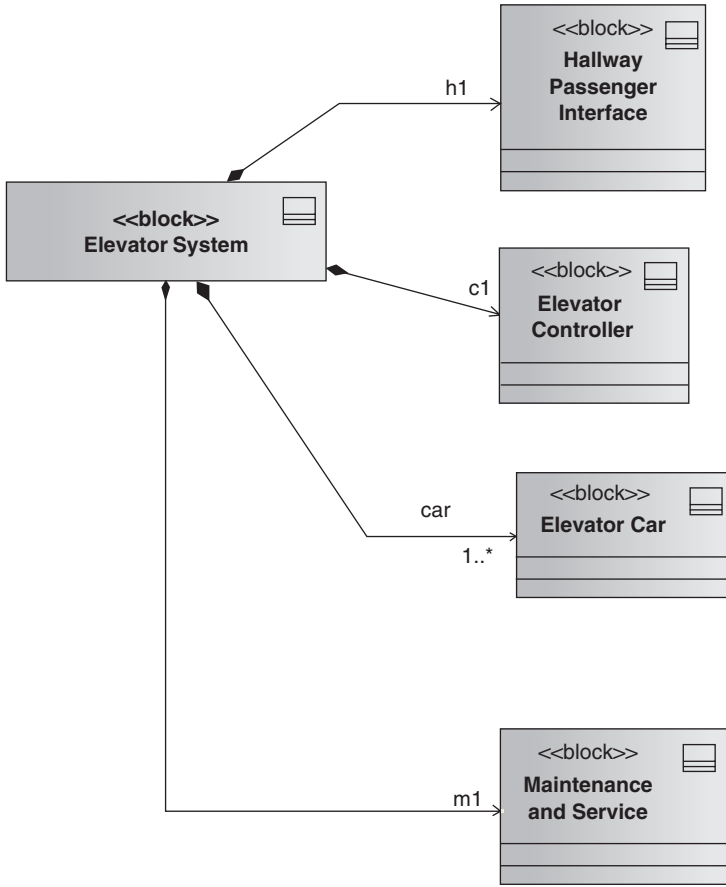 <<block>>
Hallway
Passenger
Interface
h1
<<block>>
Elevator System
<<block>>
Elevator
Controller
c1
<<block>>
Elevator Car
car
1..*
<<block>>
Maintenance
and Service
m1